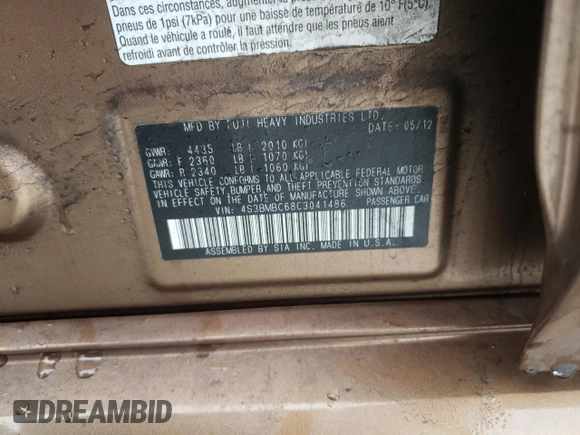 Dans ces circonstances, augmenter la
pneus de 1psi (7kPa) pour une baisse de température de 10° F(5°C).
Quand le véhicule a roulé, il faut attendre que les pneus aient
refroidi avant de contrôler la pression.
MFD BY FUJI HEAVY INDUSTRIES LTD.
DATE: 05/12
GVWR: 4435 LB ( 2010 KG)
GAWR: F 2360 LB ( 1070 KG)
GAWR: R 2340 LB ( 1060 KG)
THIS VEHICLE CONFORMS TO ALL APPLICABLE FEDERAL MOTOR
VEHICLE SAFETY, BUMPER, AND THEFT PREVENTION STANDARDS
IN EFFECT ON THE DATE OF MANUFACTURE SHOWN ABOVE.
VIN: 4S3BMBC68C3041486 PASSENGER CAR
ASSEMBLED BY SIA INC. MADE IN U.S.A.
DREAMBID